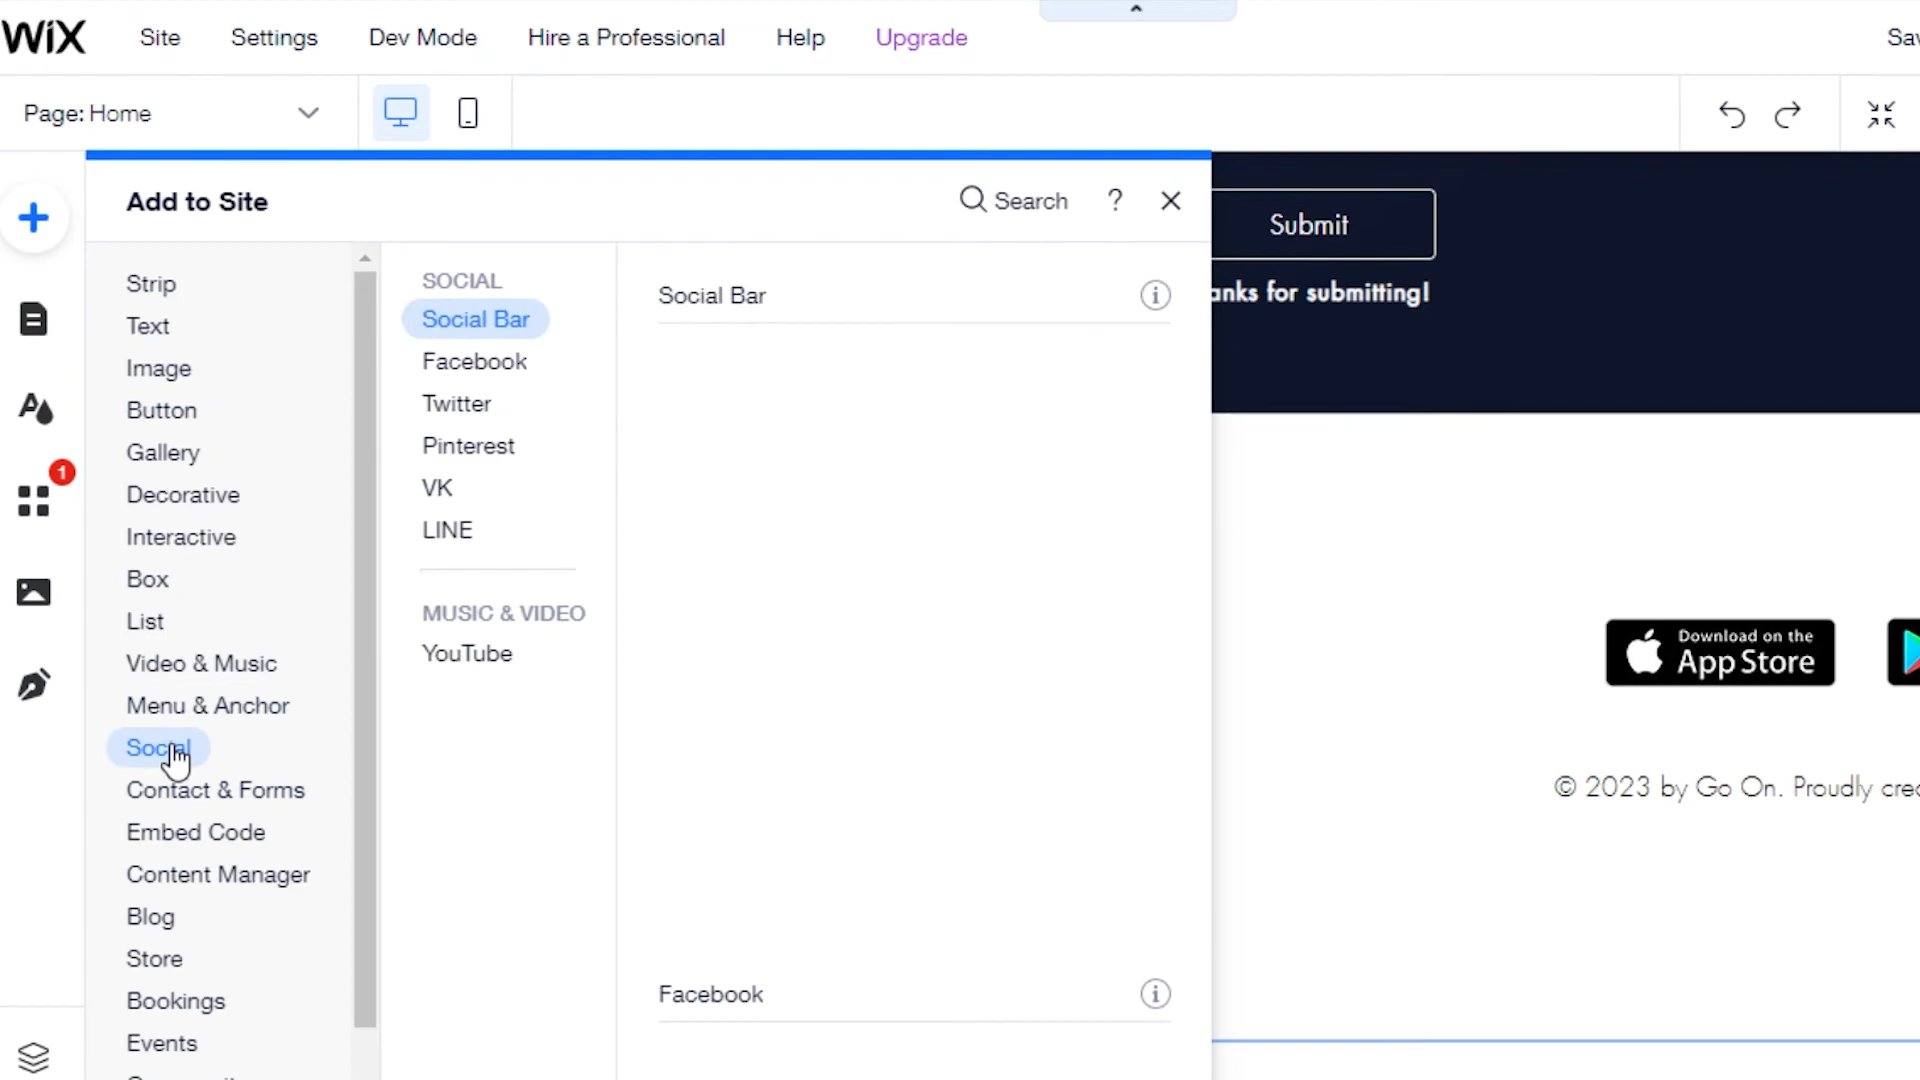 WiX
Site
Settings
Dev Mode
Hire a Professional
Help
Upgrade
Page: Home
Add to Site
Search
?
Strip
Text
Image
Button
Gallery
Decorative
Interactive
Box
List
Video & Music
Menu & Anchor
Social
Contact & Forms
Embed Code
Content Manager
Blog
Store
Bookings
Events
1
SOCIAL
Social Bar
Facebook
Twitter
Pinterest
VK
LINE
MUSIC & VIDEO
YouTube
Social Bar
Facebook
Submit
for submitting!
Download on the
App Store
© 2023 by Go On. Proudly